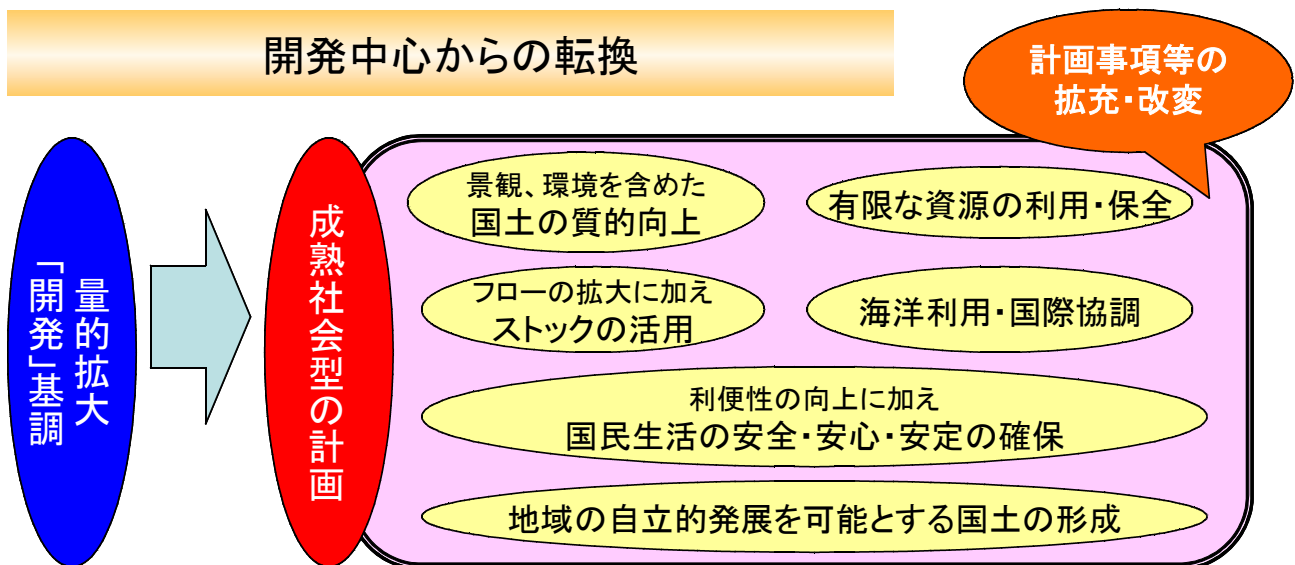 開発中心からの転換
計画事項等の
拡充・改変
量的拡大
「開発」基調
成熟社会型の計画
景観、環境を含めた
国土の質的向上
有限な資源の利用・保全
フローの拡大に加え
ストックの活用
海洋利用・国際協調
利便性の向上に加え
国民生活の安全・安心・安定の確保
地域の自立的発展を可能とする国土の形成